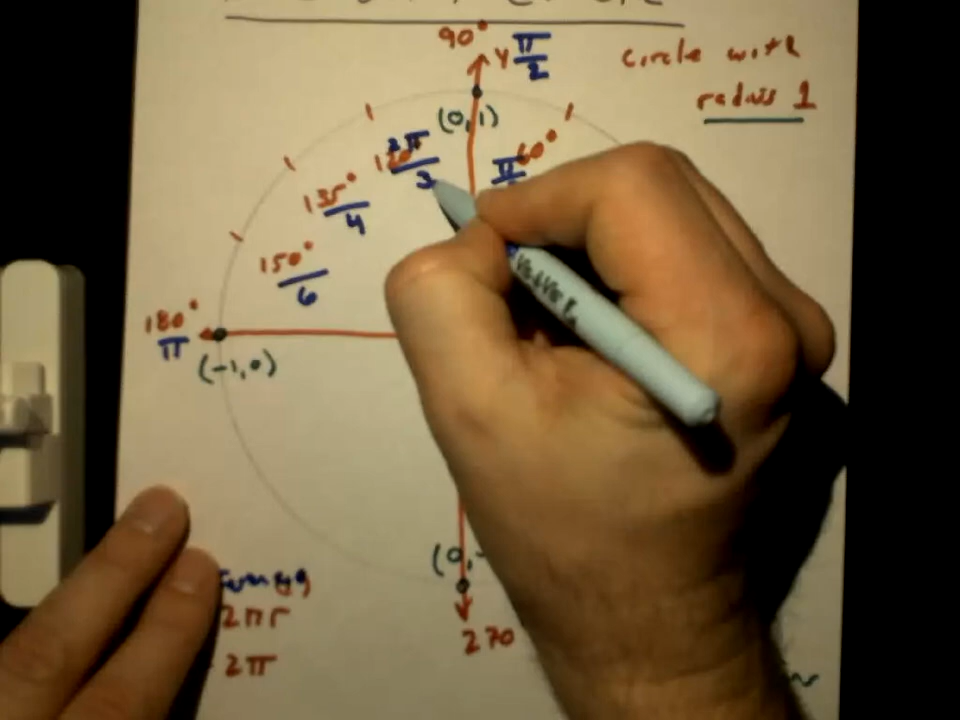 90°
y π/2
circle with
radius 1
(0,1)
120° 2π/3
60°
135° /4
150° /6
180°
π
(-1,0)
2πr
2π
270